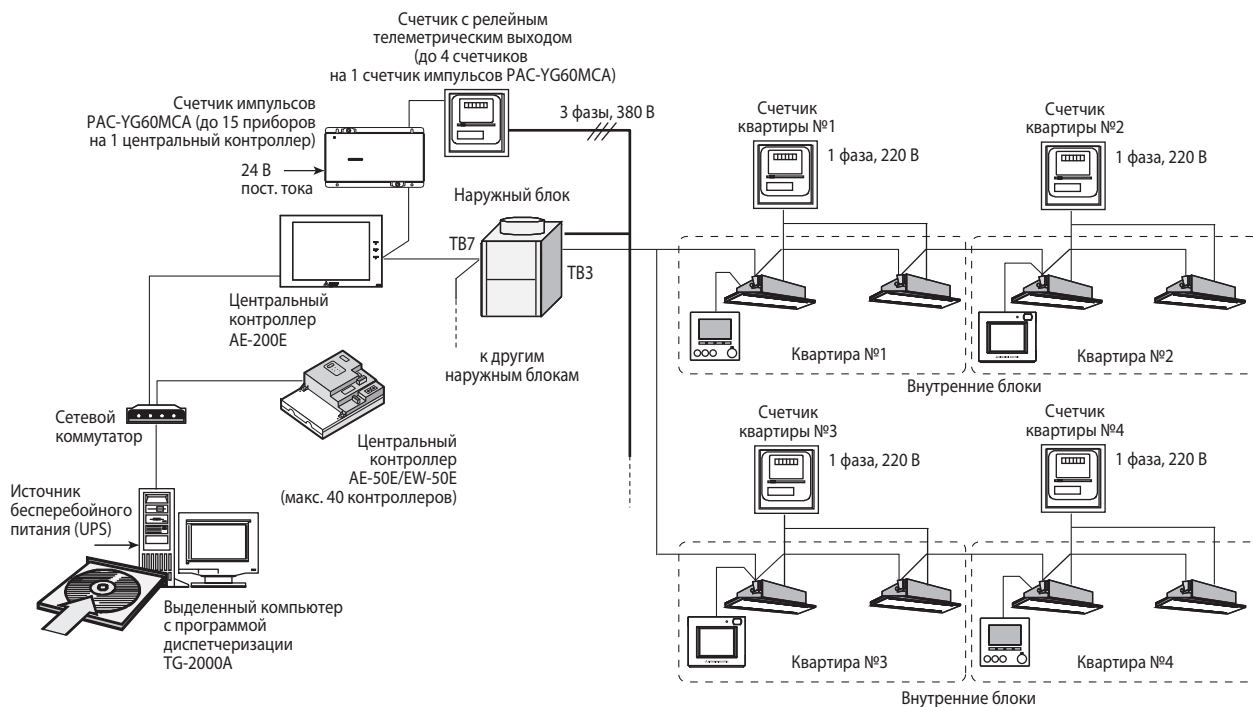 Счетчик с релейным
телеметрическим выходом
(до 4 счетчиков
на 1 счетчик импульсов PAC-YG60MCA)
Счетчик импульсов
PAC-YG60MCA (до 15 приборов
на 1 центральный контроллер)
24 В
пост. тока
3 фазы, 380 В
Наружный блок
TB7
TB3
Центральный
контроллер
AE-200E
к другим
наружным блокам
Сетевой
коммутатор
Центральный
контроллер
AE-50E/EW-50E
(макс. 40 контроллеров)
Источник
бесперебойного
питания (UPS)
Выделенный компьютер
с программой
диспетчеризации
TG-2000A
Счетчик
квартиры №1
1 фаза, 220 В
Счетчик
квартиры №2
1 фаза, 220 В
Квартира №1
Квартира №2
Внутренние блоки
Счетчик
квартиры №3
1 фаза, 220 В
Счетчик
квартиры №4
1 фаза, 220 В
Квартира №3
Квартира №4
Внутренние блоки